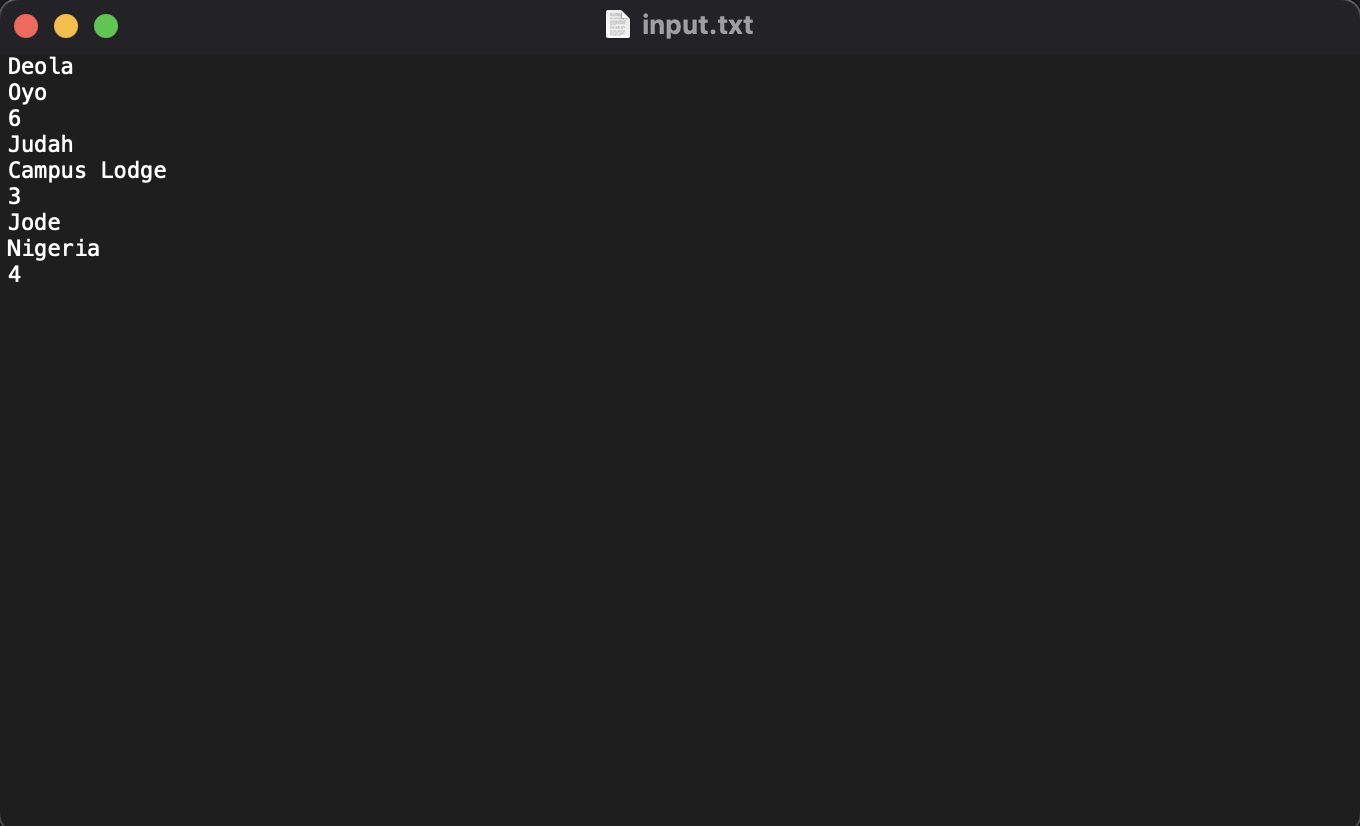 input.txt
Deola
Oyo
6
Judah
Campus Lodge
3
Jode
Nigeria
4